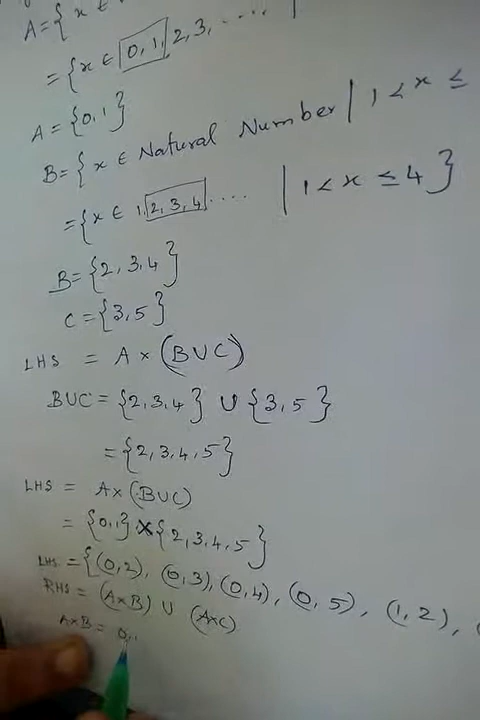 A = { x ∈
= { x ∈ 0, 1, 2, 3, .... |
A = {0, 1}
B = { x ∈ Natural Number | 1 < x ≤
= { x ∈ 1, 2, 3, 4 .... | 1 < x ≤ 4 }
B = {2, 3, 4}
C = {3, 5}
LHS = A × (B ∪ C)
B ∪ C = {2, 3, 4} ∪ {3, 5}
= {2, 3, 4, 5}
LHS = A × (B ∪ C)
= {0, 1} × {2, 3, 4, 5}
LHS = {(0, 2), (0, 3), (0, 4), (0, 5), (1, 2),
RHS = (A × B) ∪ (A × C)
A × B = 0,